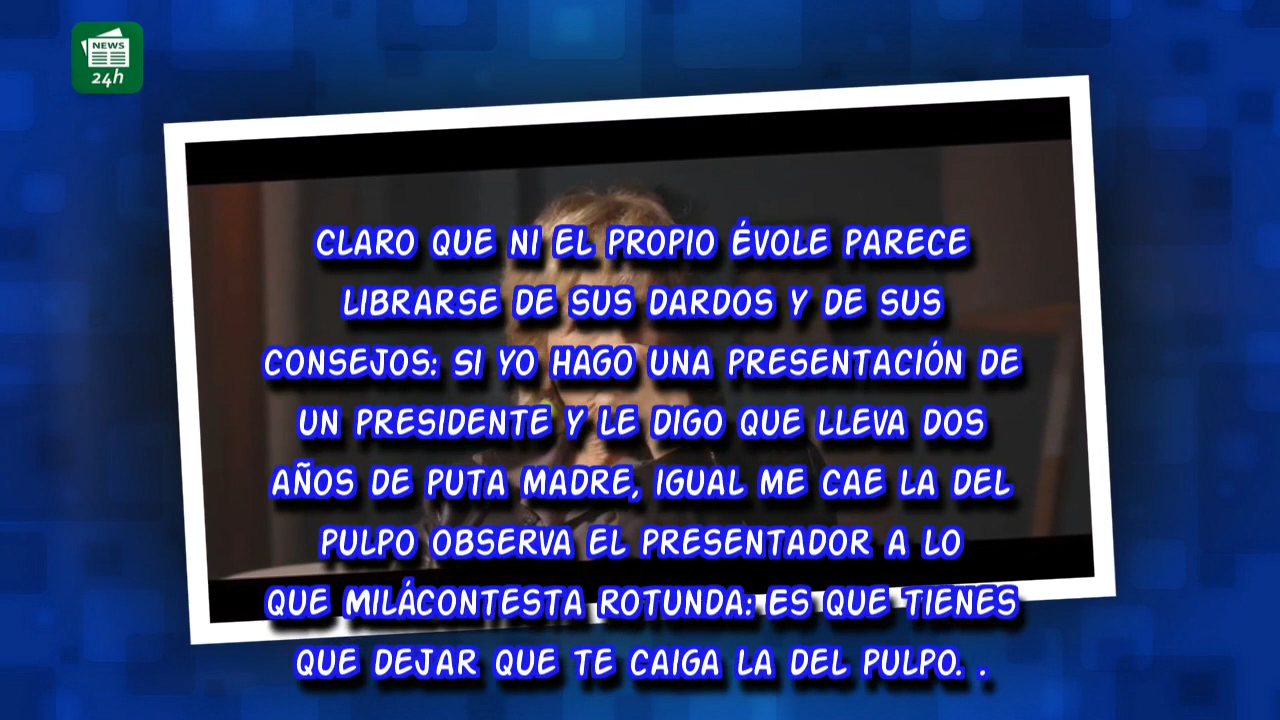 NEWS
24h
CLARO QUE NI EL PROPIO ÉVOLE PARECE
LIBRARSE DE SUS DARDOS Y DE SUS
CONSEJOS: SI YO HAGO UNA PRESENTACIÓN DE
UN PRESIDENTE Y LE DIGO QUE LLEVA DOS
AÑOS DE PUTA MADRE, IGUAL ME CAE LA DEL
PULPO OBSERVA EL PRESENTADOR A LO
QUE MILÁCONTESTA ROTUNDA: ES QUE TIENES
QUE DEJAR QUE TE CAIGA LA DEL PULPO. .